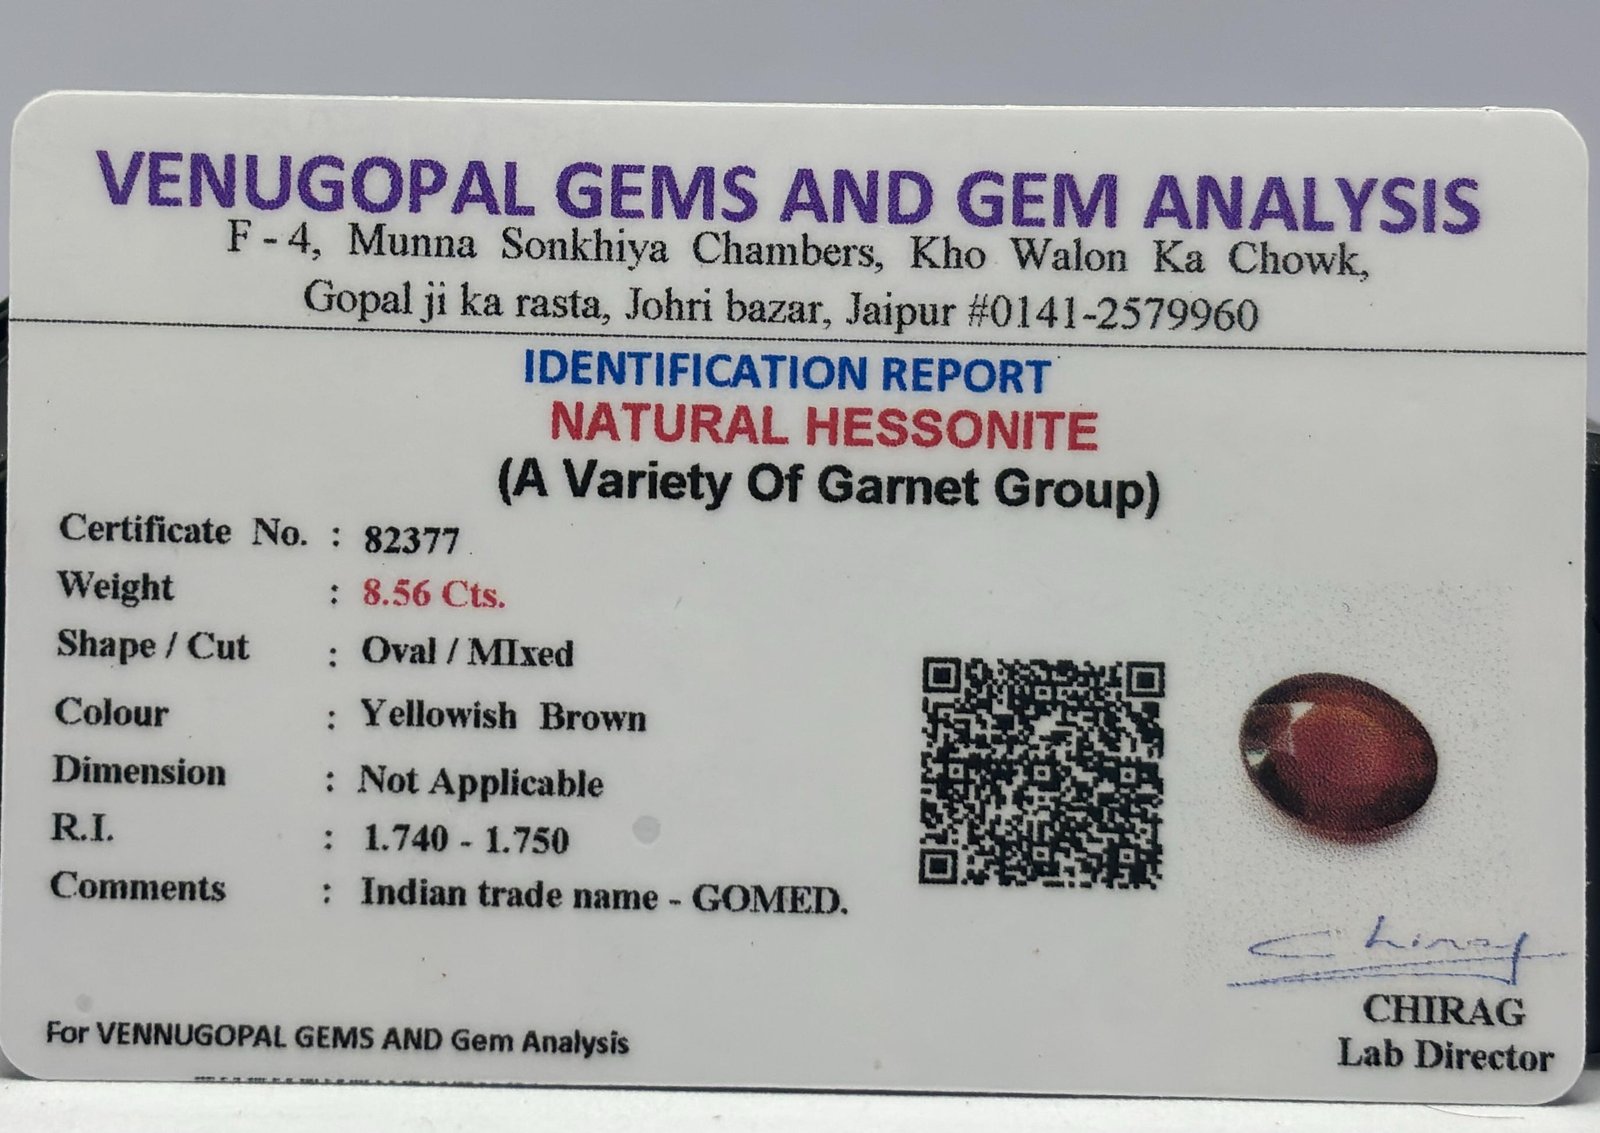 VENUGOPAL GEMS AND GEM ANALYSIS
F - 4, Munna Sonkhiya Chambers, Kho Walon Ka Chowk,
Gopal ji ka rasta, Johri bazar, Jaipur #0141-2579960
IDENTIFICATION REPORT
NATURAL HESSONITE
(A Variety Of Garnet Group)
Certificate No. : 82377
Weight : 8.56 Cts.
Shape / Cut : Oval / MIxed
Colour : Yellowish Brown
Dimension : Not Applicable
R.I. : 1.740 - 1.750
Comments : Indian trade name - GOMED.
Chirag
CHIRAG
Lab Director
For VENNUGOPAL GEMS AND Gem Analysis